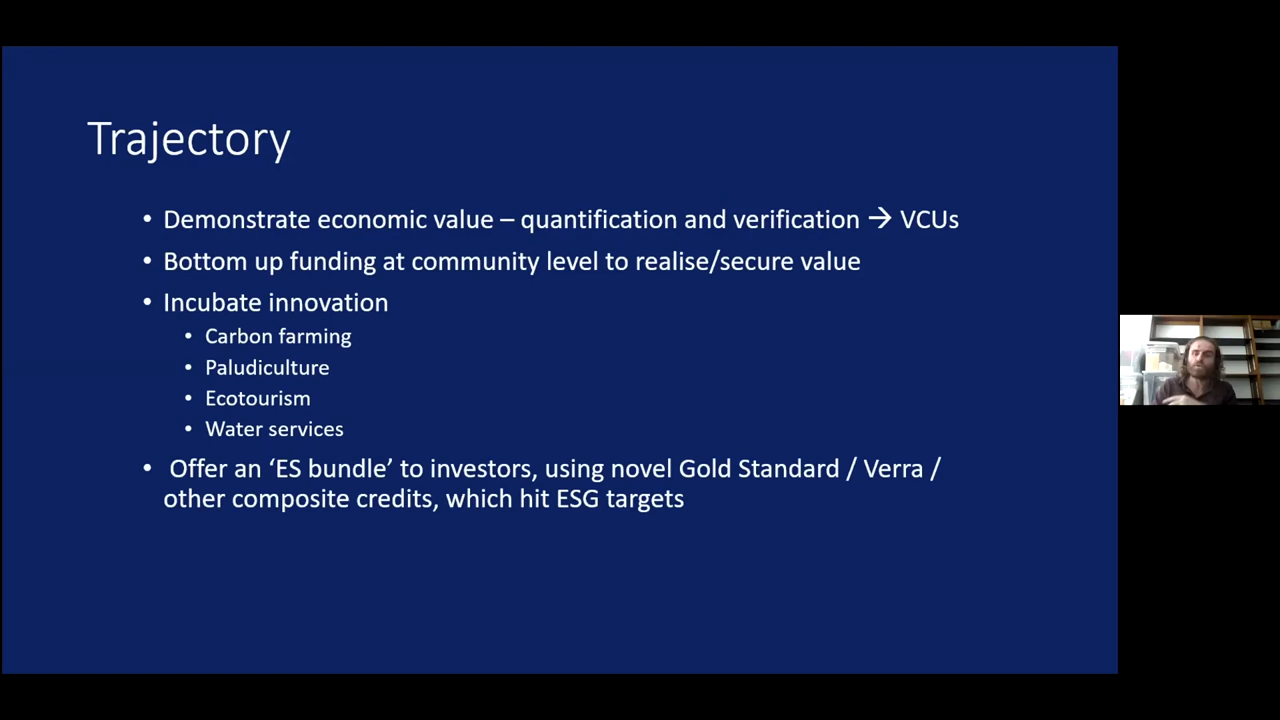 Trajectory
• Demonstrate economic value – quantification and verification → VCUs
• Bottom up funding at community level to realise/secure value
• Incubate innovation
• Carbon farming
• Paludiculture
• Ecotourism
• Water services
• Offer an ‘ES bundle’ to investors, using novel Gold Standard / Verra /
other composite credits, which hit ESG targets